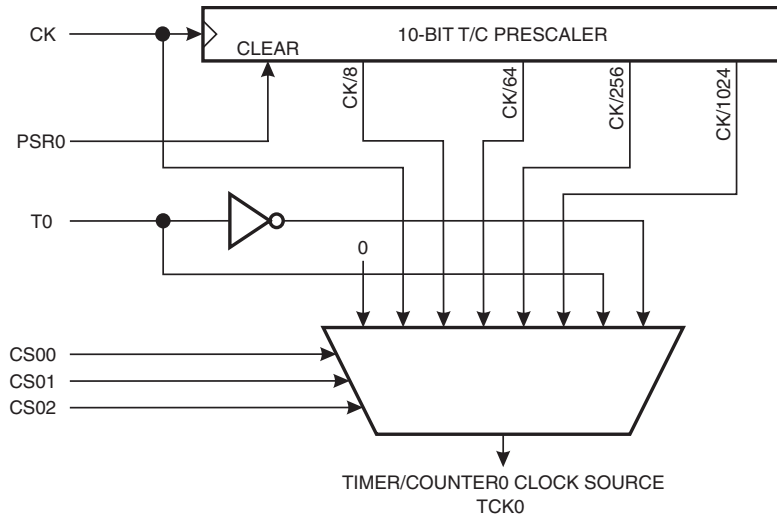 CK
10-BIT T/C PRESCALER
CLEAR
CK/8
CK/64
CK/256
CK/1024
PSR0
T0
0
CS00
CS01
CS02
TIMER/COUNTER0 CLOCK SOURCE
TCK0